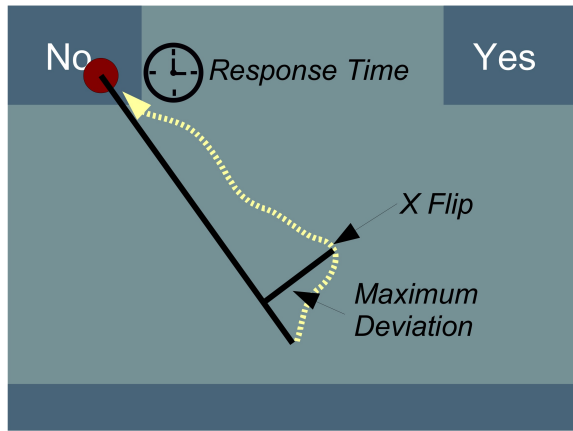 No
Response Time
Yes
X Flip
Maximum
Deviation